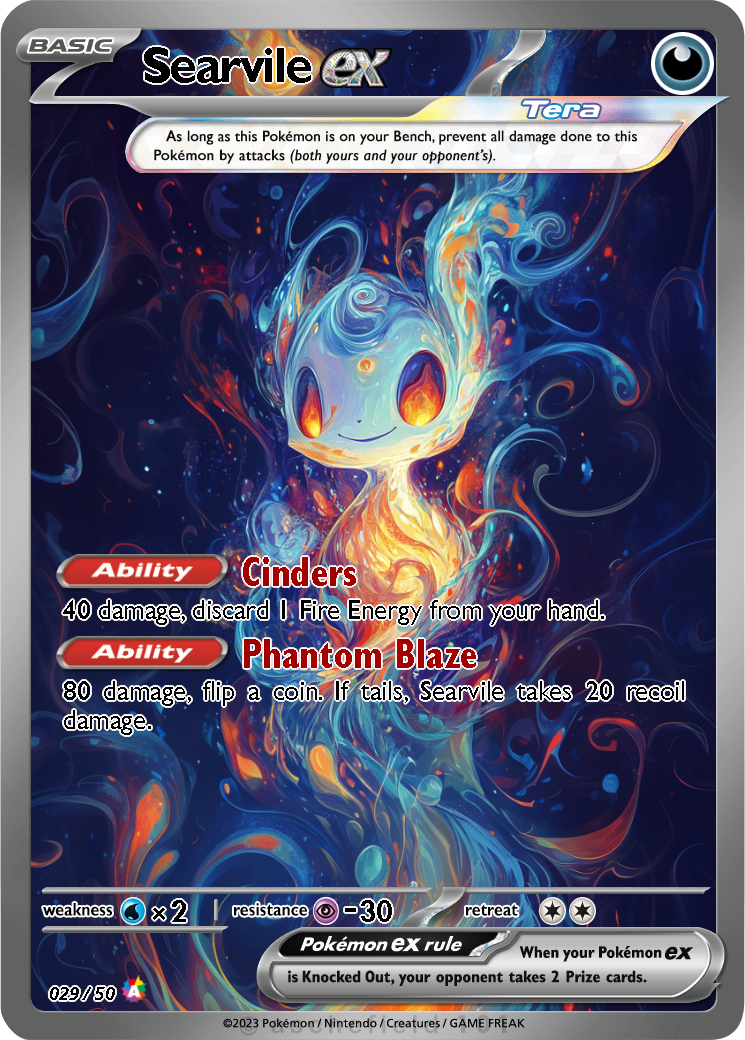 BASIC
Searvile ex
Tera
As long as this Pokémon is on your Bench, prevent all damage done to this
Pokémon by attacks (both yours and your opponent's).
Ability Cinders
40 damage, discard 1 Fire Energy from your hand.
Ability Phantom Blaze
80 damage, flip a coin. If tails, Searvile takes 20 recoil
damage.
weakness ×2 resistance -30 retreat
Pokémon ex rule
When your Pokémon ex
is Knocked Out, your opponent takes 2 Prize cards.
029 / 50 A
©2023 Pokémon / Nintendo / Creatures / GAME FREAK